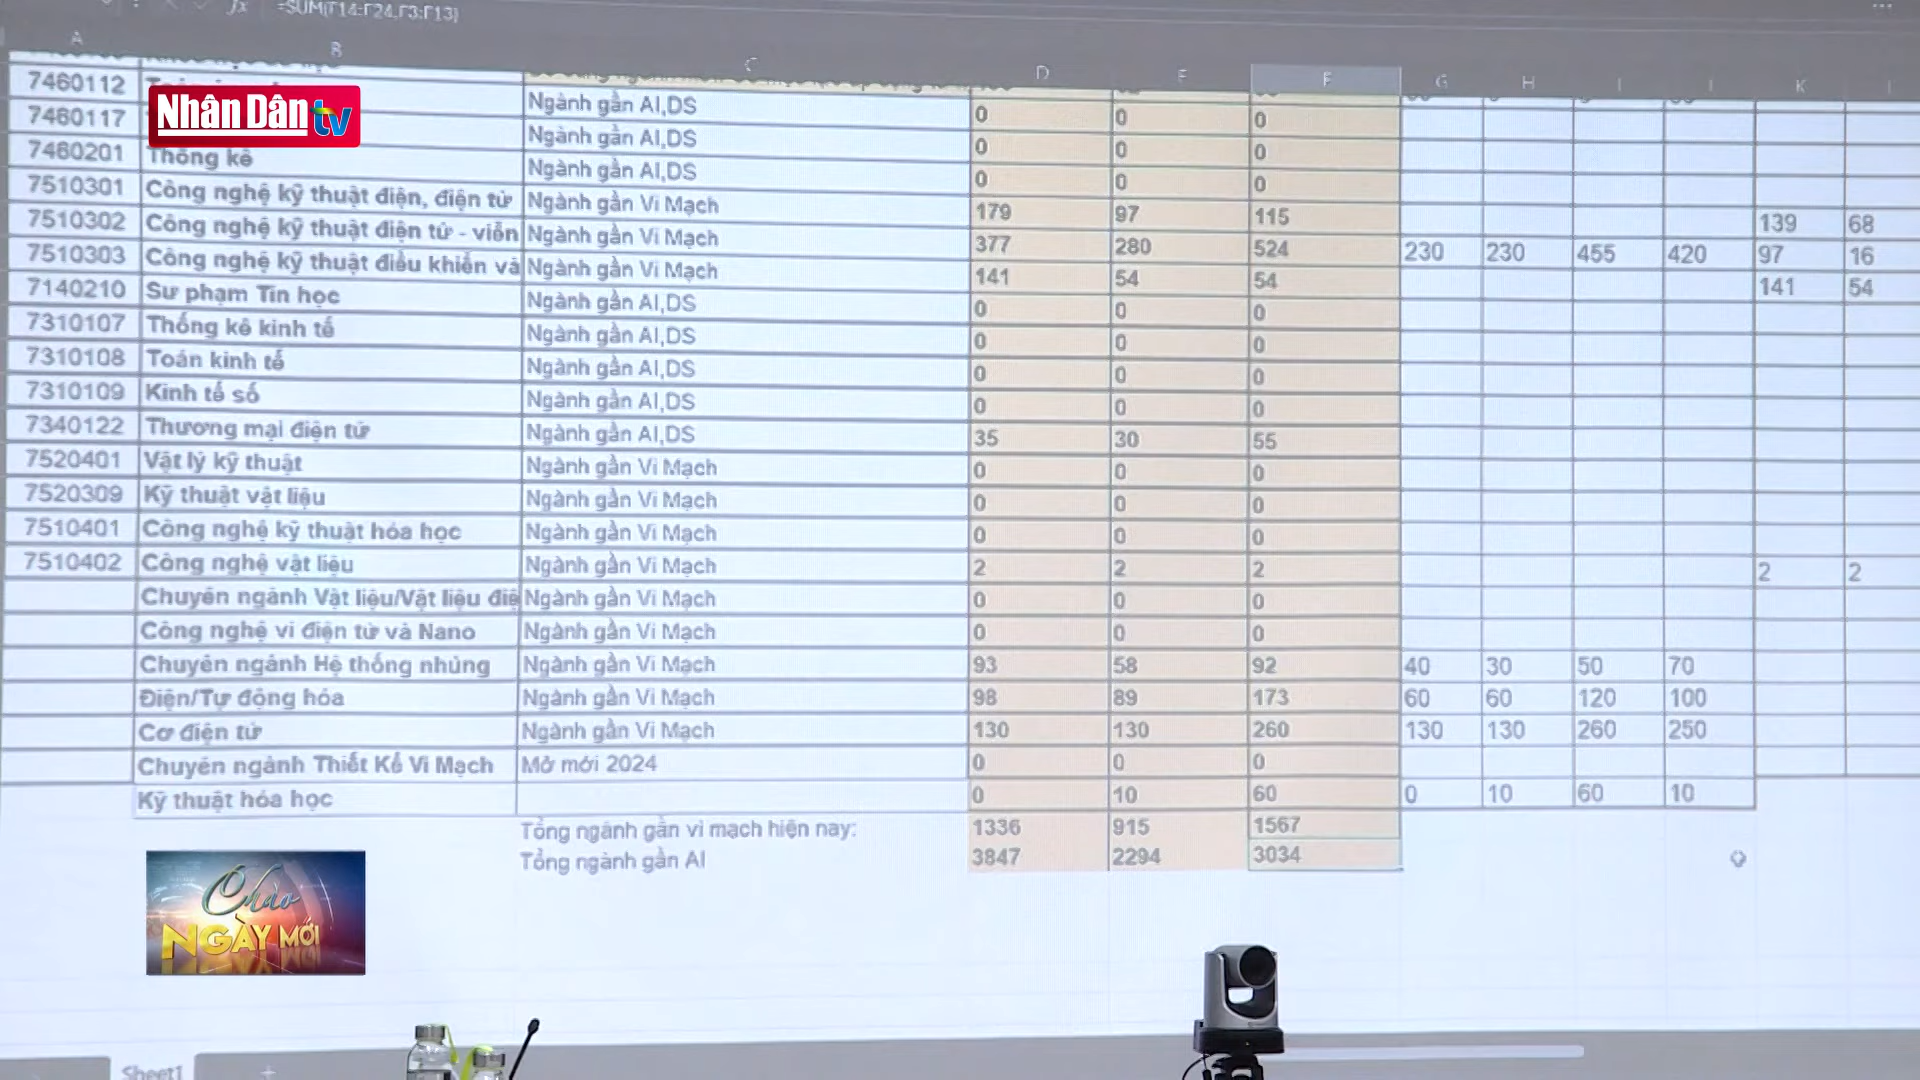 fx =SUM(F14:F24,F3:F13)
A B C D E F G H I J K
7460112 Ngành gần AI,DS 0 0 0
7460117 Ngành gần AI,DS 0 0 0
7460201 Thống kê Ngành gần AI,DS 0 0 0
7510301 Công nghệ kỹ thuật điện, điện tử Ngành gần Vi Mạch 179 97 115 139 68
7510302 Công nghệ kỹ thuật điện tử - viễn Ngành gần Vi Mạch 377 280 524 230 230 455 420 97 16
7510303 Công nghệ kỹ thuật điều khiển và Ngành gần Vi Mạch 141 54 54 141 54
7140210 Sư phạm Tin học Ngành gần AI,DS 0 0 0
7310107 Thống kê kinh tế Ngành gần AI,DS 0 0 0
7310108 Toán kinh tế Ngành gần AI,DS 0 0 0
7310109 Kinh tế số Ngành gần AI,DS 0 0 0
7340122 Thương mại điện tử Ngành gần AI,DS 35 30 55
7520401 Vật lý kỹ thuật Ngành gần Vi Mạch 0 0 0
7520309 Kỹ thuật vật liệu Ngành gần Vi Mạch 0 0 0
7510401 Công nghệ kỹ thuật hóa học Ngành gần Vi Mạch 0 0 0
7510402 Công nghệ vật liệu Ngành gần Vi Mạch 2 2 2 2 2
Chuyên ngành Vật liệu/Vật liệu điệ Ngành gần Vi Mạch 0 0 0
Công nghệ vi điện tử và Nano Ngành gần Vi Mạch 0 0 0
Chuyên ngành Hệ thống nhúng Ngành gần Vi Mạch 93 58 92 40 30 50 70
Điện/Tự động hóa Ngành gần Vi Mạch 98 89 173 60 60 120 100
Cơ điện tử Ngành gần Vi Mạch 130 130 260 130 130 260 250
Chuyên ngành Thiết Kế Vi Mạch Mở mới 2024 0 0 0
Kỹ thuật hóa học 0 10 60 0 10 60 10
Tổng ngành gần vi mạch hiện nay: 1336 915 1567
Tổng ngành gần AI 3847 2294 3034
Nhân Dân tv
Chào
NGÀY MỚI
Sheet1 +